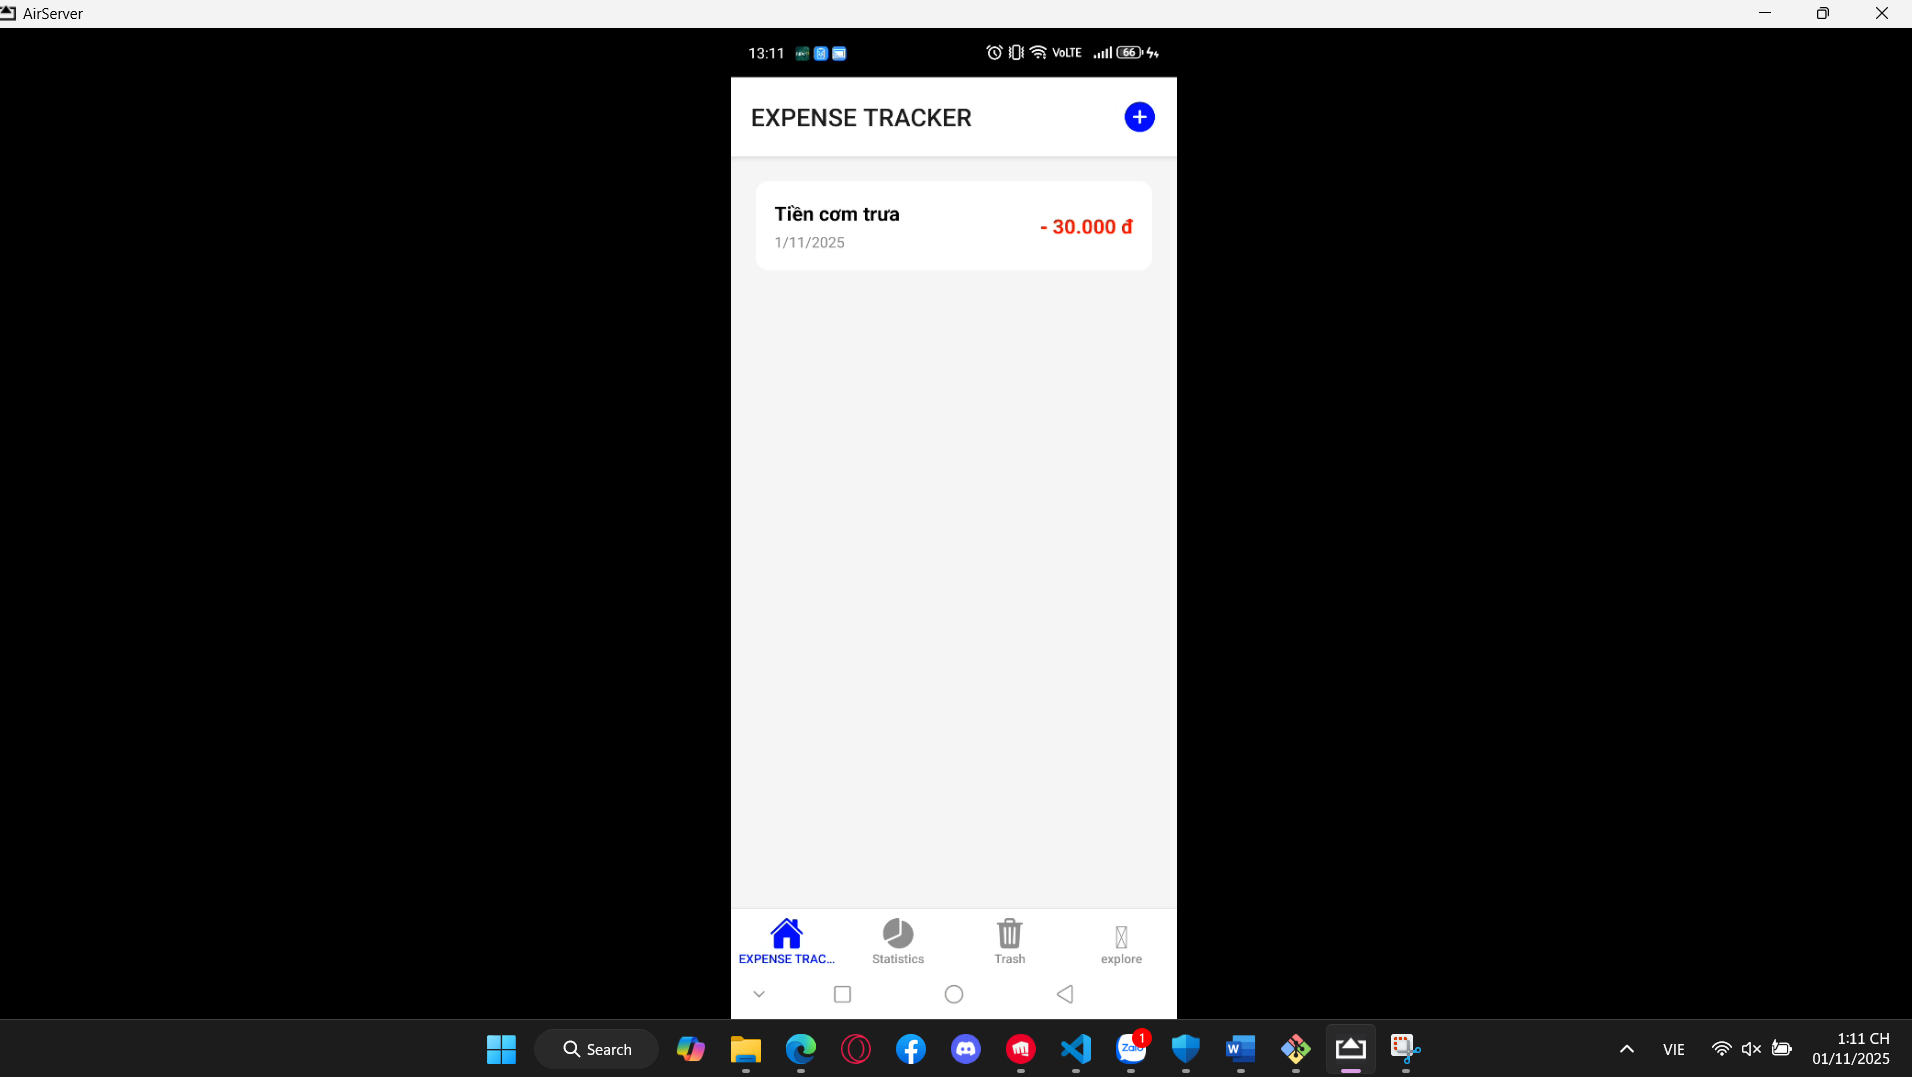 AirServer
13:11
VoLTE
66
EXPENSE TRACKER
Tiền cơm trưa
- 30.000 đ
1/11/2025
EXPENSE TRAC...
Statistics
Trash
explore
Search
Zalo
1
W
VIE
1:11 CH
01/11/2025